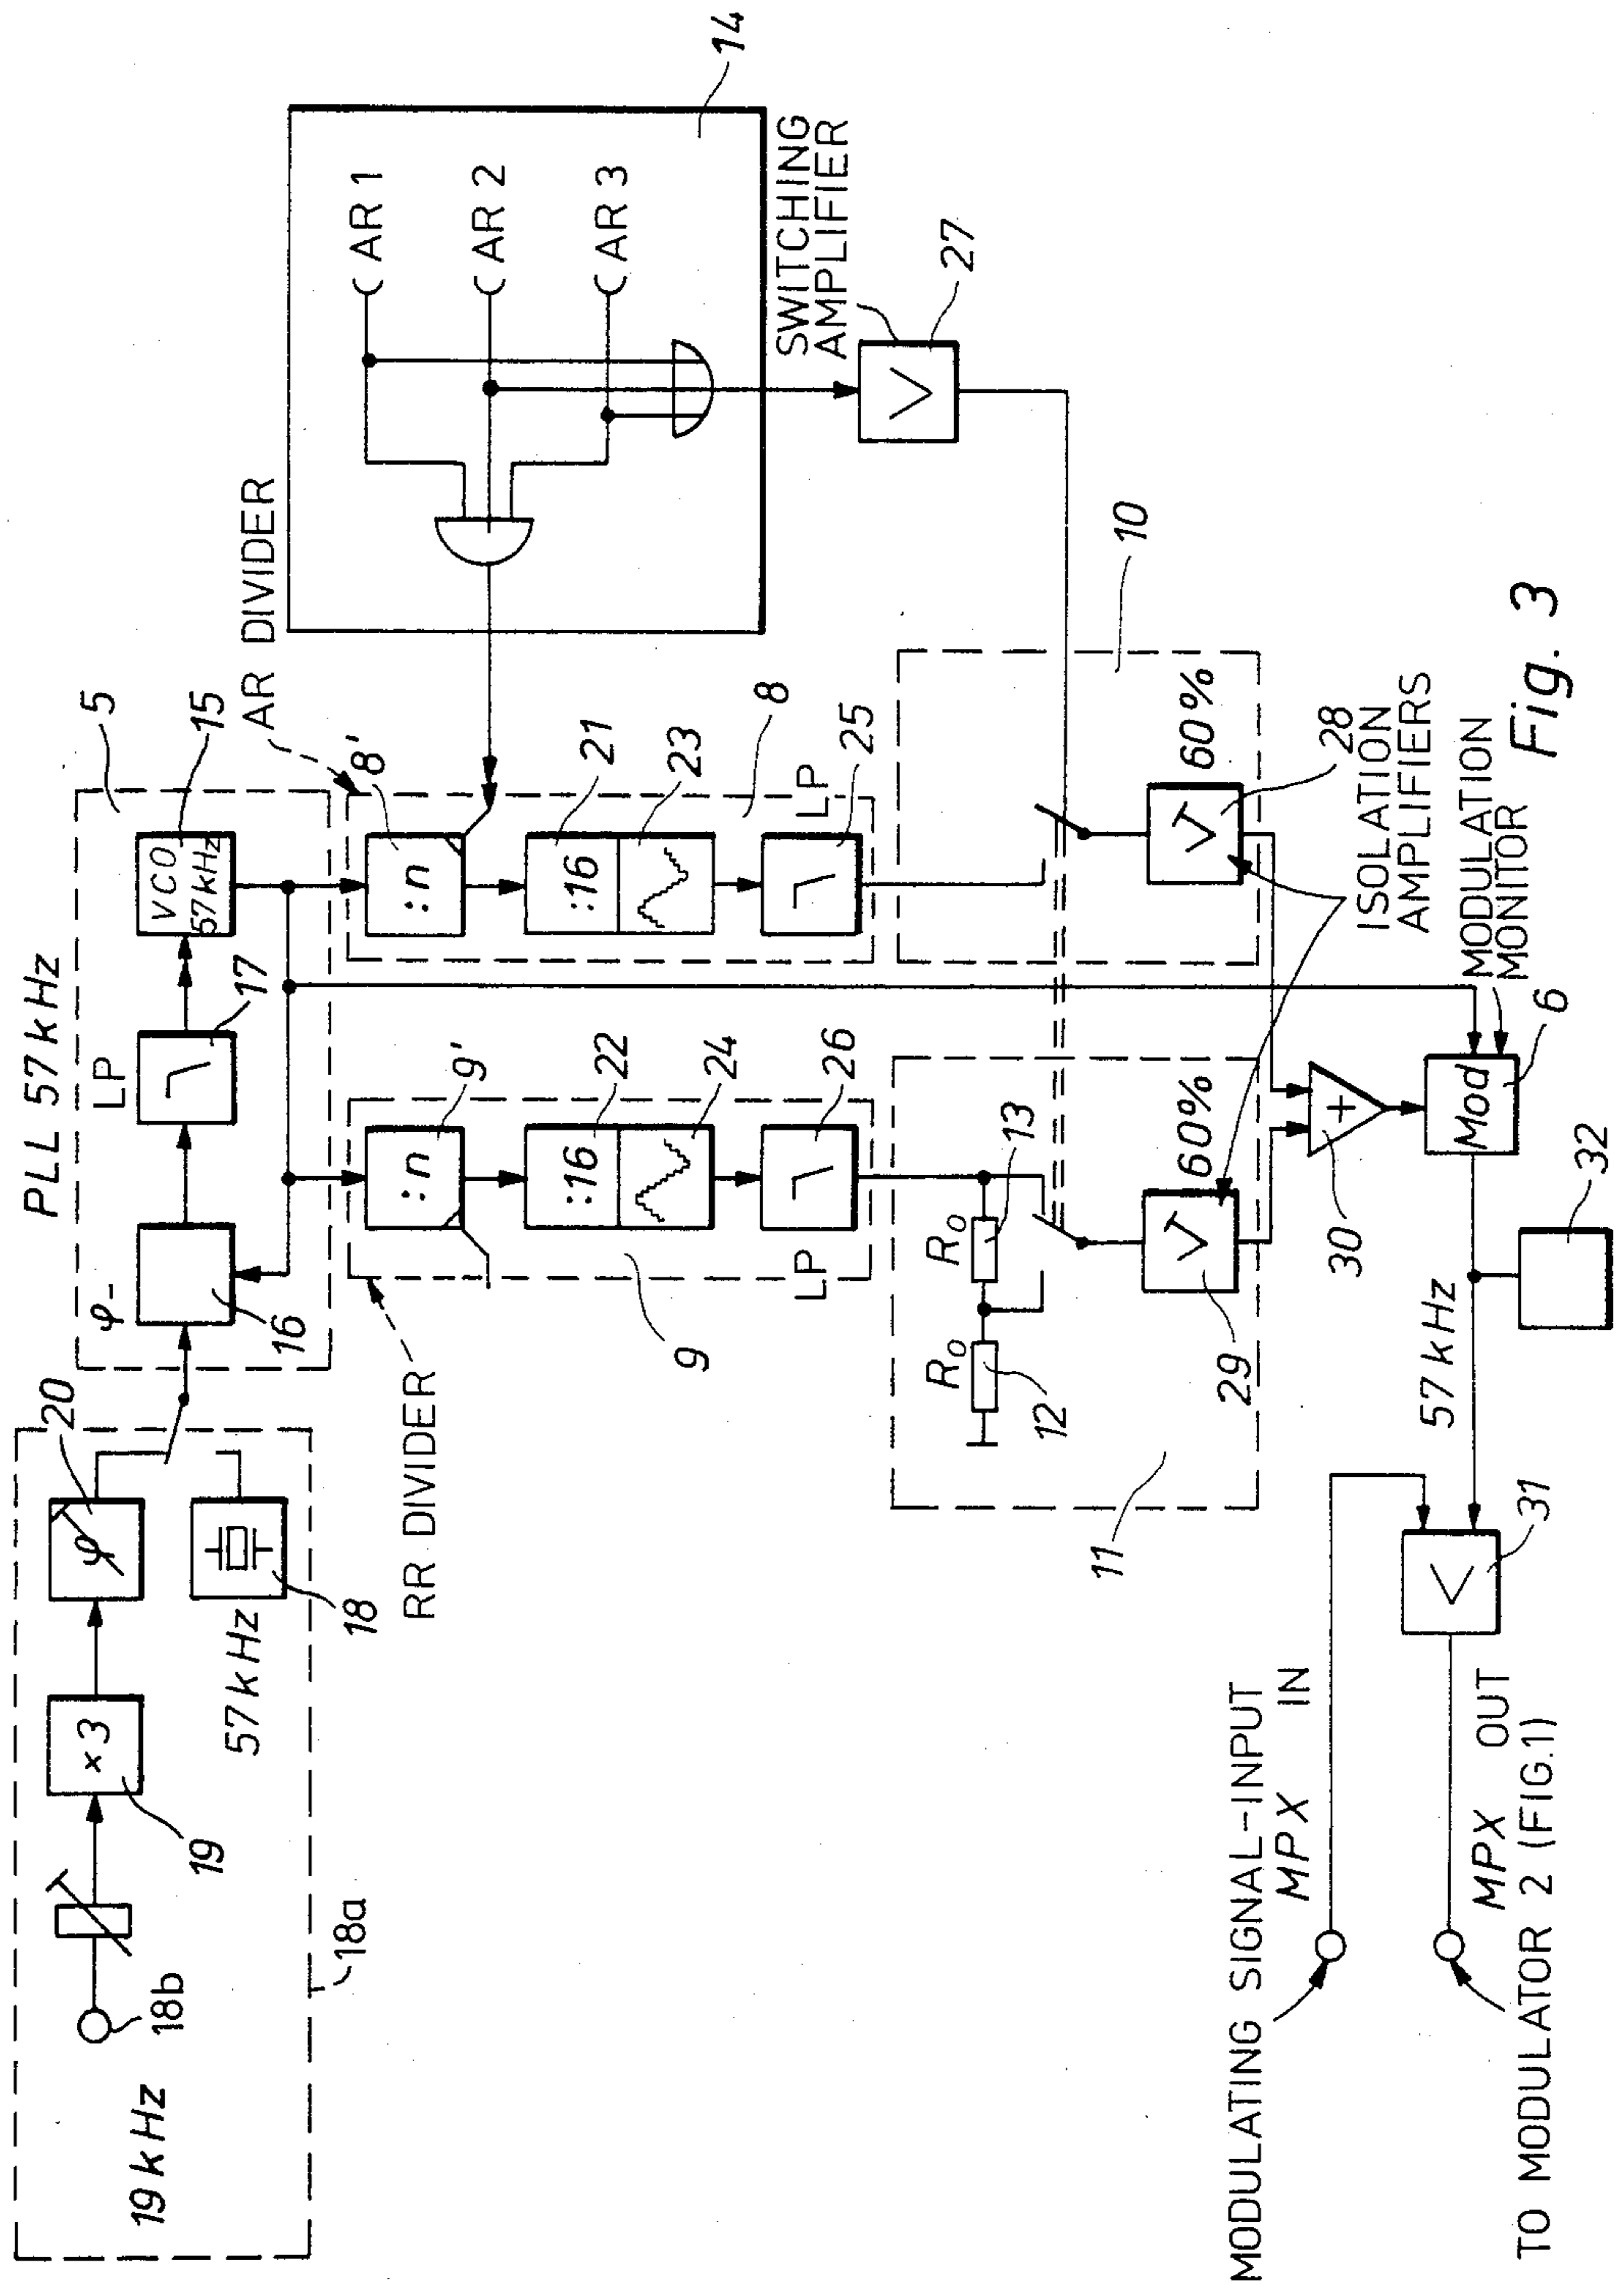 19 kHz
18b
×3
19
φ
20
57 kHz
18
18a
PLL 57 kHz
φ-
16
LP
17
VCO
57 kHz
15
5
RR DIVIDER
:n
9'
:16
22
24
LP
26
9
AR DIVIDER
:n
8'
:16
21
23
LP
25
8
AR 1
AR 2
AR 3
14
SWITCHING
AMPLIFIER
27
R0
12
R0
13
60%
29
11
60%
28
10
ISOLATION
AMPLIFIERS
30
+
MODULATION
MONITOR
Mod
6
57 kHz
32
31
MODULATING SIGNAL-INPUT
MPX IN
MPX OUT
TO MODULATOR 2 (FIG.1)
Fig. 3